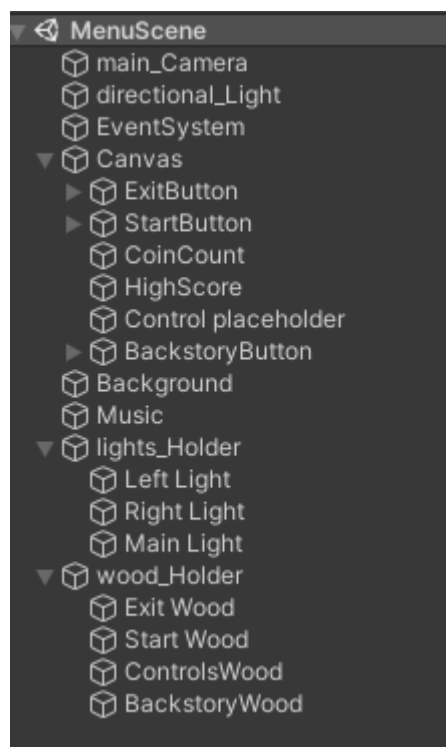 MenuScene
main_Camera
directional_Light
EventSystem
Canvas
ExitButton
StartButton
CoinCount
HighScore
Control placeholder
BackstoryButton
Background
Music
lights_Holder
Left Light
Right Light
Main Light
wood_Holder
Exit Wood
Start Wood
ControlsWood
BackstoryWood